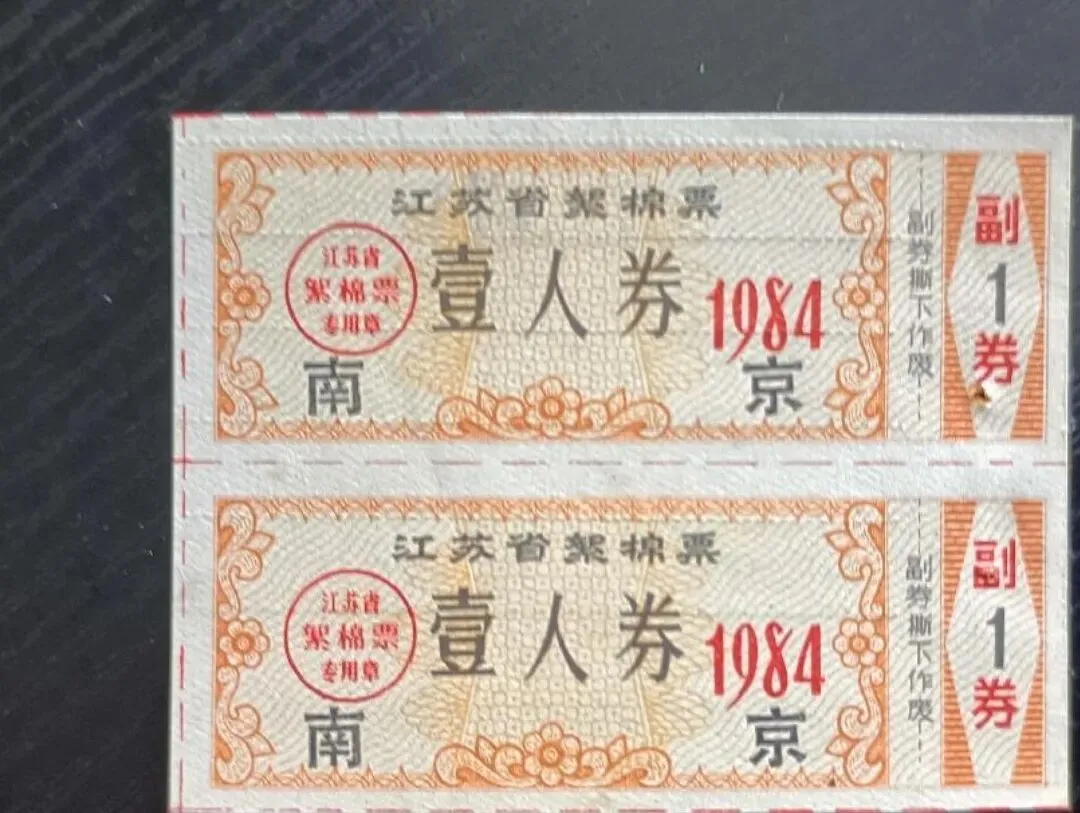 江苏省絮棉票
江苏省
絮棉票
专用章
壹人券
1984
南京
副券撕下作废
副
1
券
江苏省絮棉票
江苏省
絮棉票
专用章
壹人券
1984
南京
副券撕下作废
副
1
券